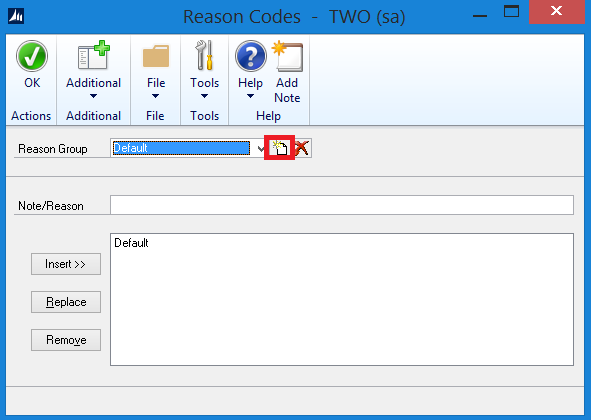 Reason Codes - TWO (sa)
OK
Additional
File
Tools
Help
Add
Note
Actions
Additional
File
Tools
Help
Reason Group
Default
Note/Reason
Default
Insert >>
Replace
Remove